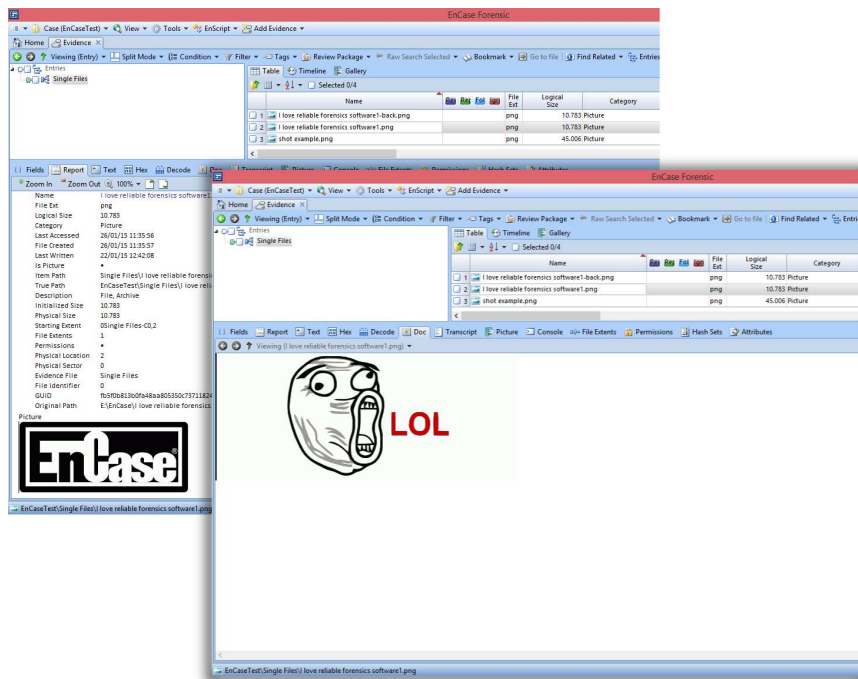 EnCase Forensic
Case (EnCaseTest) View Tools EnScript Add Evidence
Home Evidence
Viewing (Entry) Split Mode Condition Filter Tags Review Package Raw Search Selected Bookmark Go to file Find Related Entries
Entries
Single Files
Table Timeline Gallery
Selected 0/4
Name File Ext Logical Size Category
1 I love reliable forensics software1-back.png png 10.783 Picture
2 I love reliable forensics software1.png png 10.783 Picture
3 shot example.png png 45.006 Picture
Fields Report Text Hex Decode
Zoom In Zoom Out 100%
Name I love reliable forensics software1
File Ext png
Logical Size 10.783
Category Picture
Last Accessed 26/01/15 11:35:56
File Created 26/01/15 11:35:57
Last Written 22/01/15 12:42:08
Is Picture •
Item Path Single Files\I love reliable forensi
True Path EnCaseTest\Single Files\I love reli
Description File, Archive
Initialized Size 10.783
Physical Size 10.783
Starting Extent 0Single Files-C0,2
File Extents 1
Permissions •
Physical Location 2
Physical Sector 0
Evidence File Single Files
File Identifier 0
GUID
Original Path E:\EnCase\I love reliable forensics
Picture
EnCase®
EnCaseTest\Single Files\I love reliable forensics software1.png
EnCase Forensic
Case (EnCaseTest) View Tools EnScript Add Evidence
Home Evidence
Viewing (Entry) Split Mode Condition Filter Tags Review Package Raw Search Selected Bookmark Go to file Find Related Entri
Entries
Single Files
Table Timeline Gallery
Selected 0/4
Name File Ext Logical Size Category
1 I love reliable forensics software1-back.png png 10.783 Picture
2 I love reliable forensics software1.png png 10.783 Picture
3 shot example.png png 45.006 Picture
Fields Report Text Hex Decode Doc Transcript Picture Console File Extents Permissions Hash Sets Attributes
Viewing (I love reliable forensics software1.png)
LOL
EnCaseTest\Single Files\I love reliable forensics software1.png